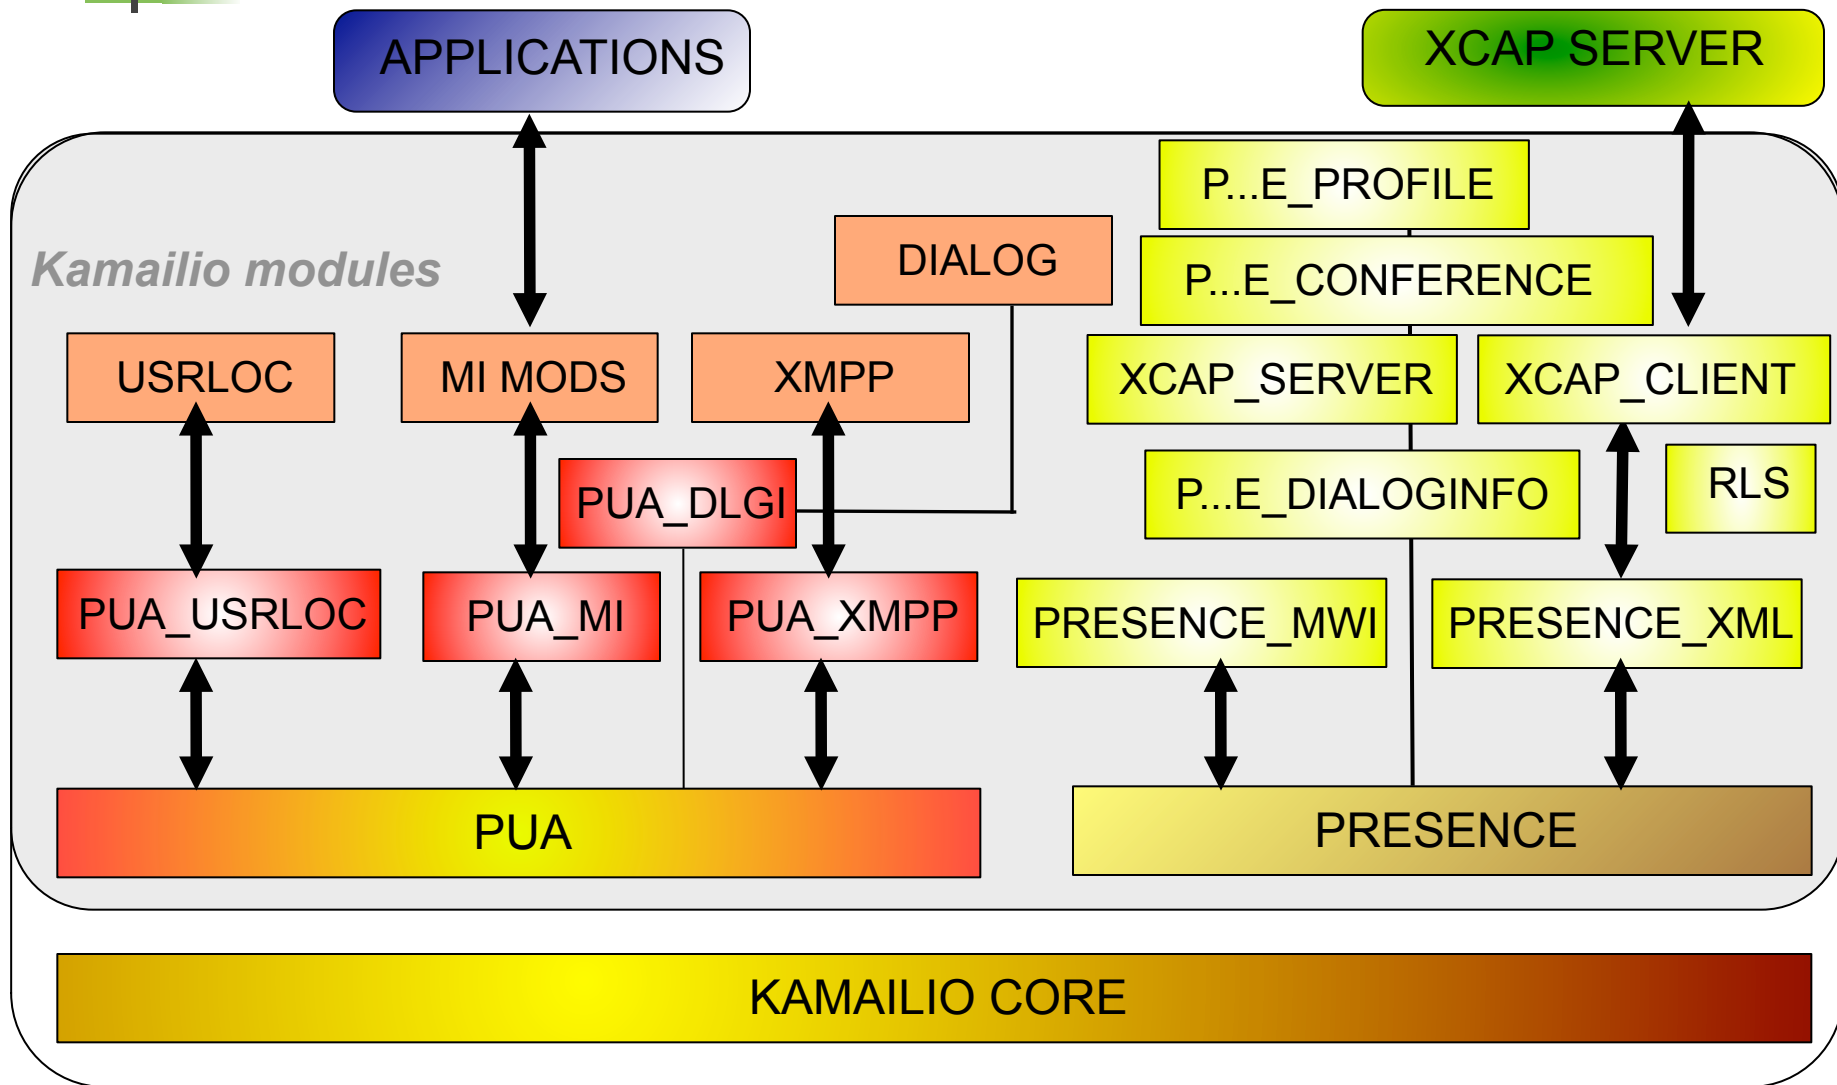 APPLICATIONS
XCAP SERVER
P...E_PROFILE
DIALOG
P...E_CONFERENCE
Kamailio modules
USRLOC
MI MODS
XMPP
XCAP_SERVER
XCAP_CLIENT
PUA_DLGI
P...E_DIALOGINFO
RLS
PUA_USRLOC
PUA_MI
PUA_XMPP
PRESENCE_MWI
PRESENCE_XML
PUA
PRESENCE
KAMAILIO CORE